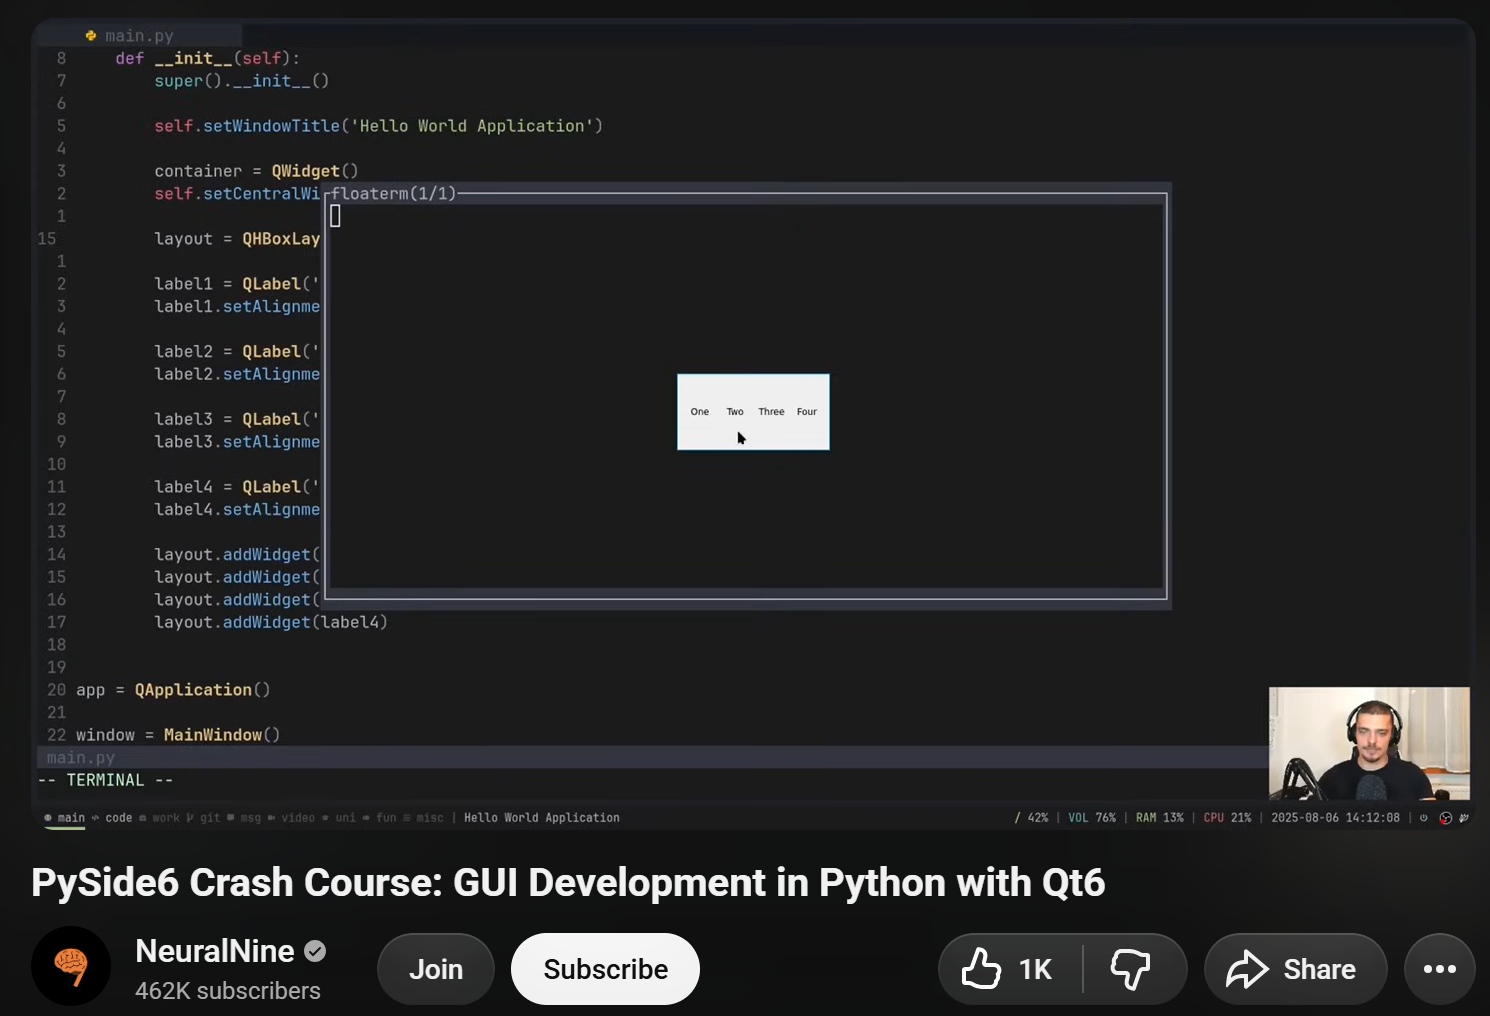 main.py
8 def __init__(self):
7 super().__init__()
6
5 self.setWindowTitle('Hello World Application')
4
3 container = QWidget()
2 self.setCentralWi
floaterm(1/1)
1
15 layout = QHBoxLay
1
2 label1 = QLabel('
3 label1.setAlignme
4
5 label2 = QLabel('
6 label2.setAlignme
7
8 label3 = QLabel('
9 label3.setAlignme
10
11 label4 = QLabel('
12 label4.setAlignme
13
14 layout.addWidget(
15 layout.addWidget(
16 layout.addWidget(
17 layout.addWidget(label4)
18
19
20 app = QApplication()
21
22 window = MainWindow()
One Two Three Four
main.py
-- TERMINAL --
main code work git msg video uni fun misc | Hello World Application
/ 42% | VOL 76% | RAM 13% | CPU 21% | 2025-08-06 14:12:08 |
PySide6 Crash Course: GUI Development in Python with Qt6
NeuralNine
462K subscribers
Join
Subscribe
1K
Share